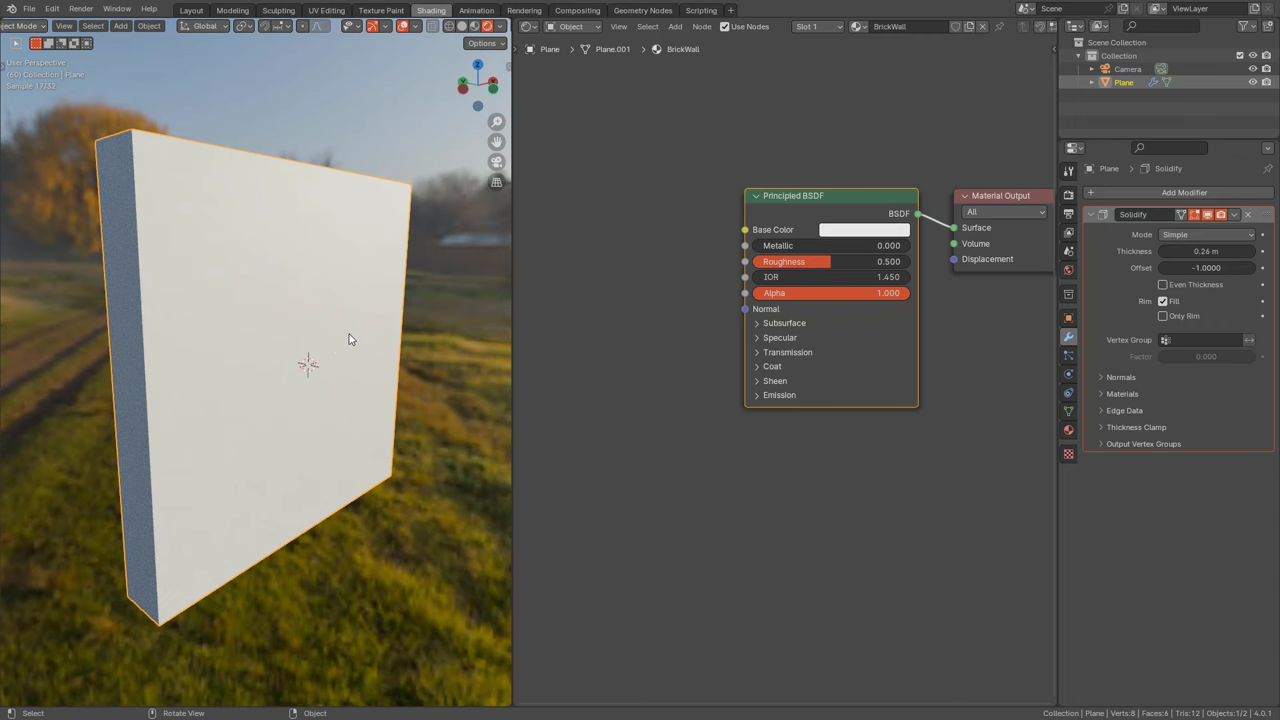 File Edit Render Window Help Layout Modeling Sculpting UV Editing Texture Paint Shading Animation Rendering Compositing Geometry Nodes Scripting + Scene ViewLayer
ect Mode View Select Add Object Global Object View Select Add Node Use Nodes Slot 1 BrickWall
Options
Plane > Plane.001 > BrickWall
User Perspective
(60) Collection | Plane
Sample 17/32
Z
Y X
Scene Collection
Collection
Camera
Plane
Plane > Solidify
Add Modifier
Solidify
Mode Simple
Thickness 0.26 m
Offset -1.0000
Even Thickness
Rim Fill
Only Rim
Vertex Group
Factor 0.000
Normals
Materials
Edge Data
Thickness Clamp
Output Vertex Groups
Principled BSDF
BSDF
Base Color
Metallic 0.000
Roughness 0.500
IOR 1.450
Alpha 1.000
Normal
Subsurface
Specular
Transmission
Coat
Sheen
Emission
Material Output
All
Surface
Volume
Displacement
Select Rotate View Object Collection | Plane | Verts:8 | Faces:6 | Tris:12 | Objects:1/2 | 4.0.1